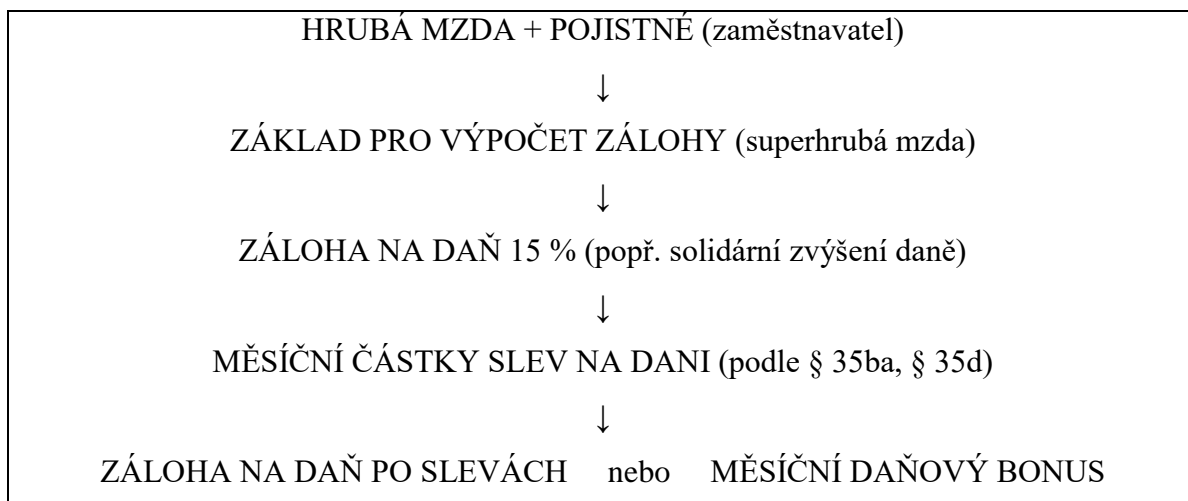 HRUBÁ MZDA + POJISTNÉ (zaměstnavatel)
↓
ZÁKLAD PRO VÝPOČET ZÁLOHY (superhrubá mzda)
↓
ZÁLOHA NA DAŇ 15 % (popř. solidární zvýšení daně)
↓
MĚSÍČNÍ ČÁSTKY SLEV NA DANI (podle § 35ba, § 35d)
↓
ZÁLOHA NA DAŇ PO SLEVÁCH nebo MĚSÍČNÍ DAŇOVÝ BONUS